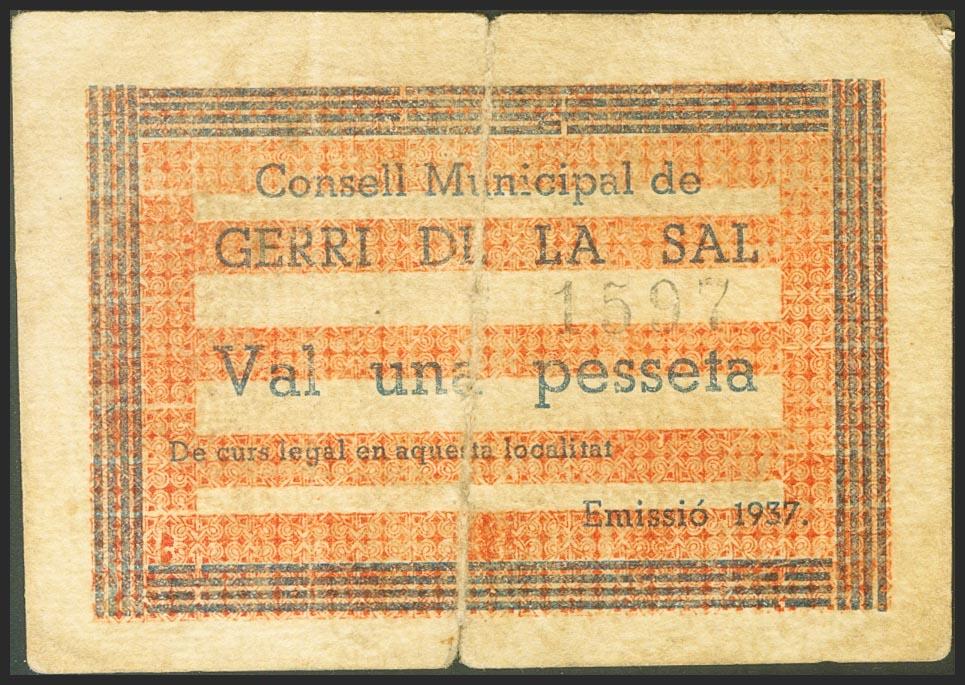 Consell Municipal de
GERRI DE LA SAL
1597
Val una pesseta
De curs legal en aquesta localitat
Emissió 1937.